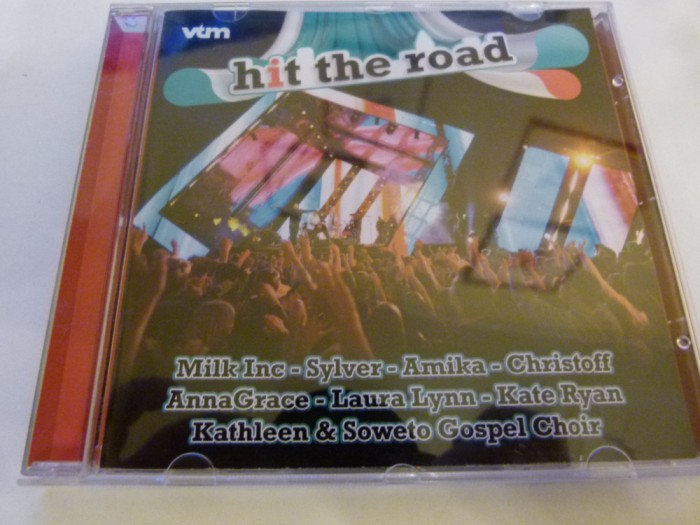 vtm
hit the road
Milk Inc - Sylver - Amika - Christoff
AnnaGrace - Laura Lynn - Kate Ryan
Kathleen & Soweto Gospel Choir